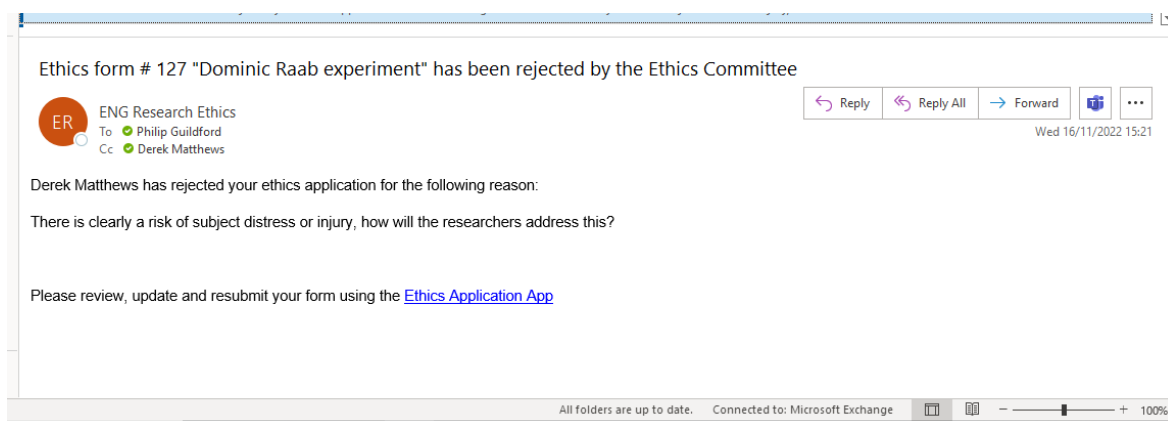 Ethics form # 127 "Dominic Raab experiment" has been rejected by the Ethics Committee
ER
ENG Research Ethics
To Philip Guildford
Cc Derek Matthews
Reply Reply All Forward
Wed 16/11/2022 15:21
Derek Matthews has rejected your ethics application for the following reason:
There is clearly a risk of subject distress or injury, how will the researchers address this?
Please review, update and resubmit your form using the Ethics Application App
All folders are up to date. Connected to: Microsoft Exchange 100%